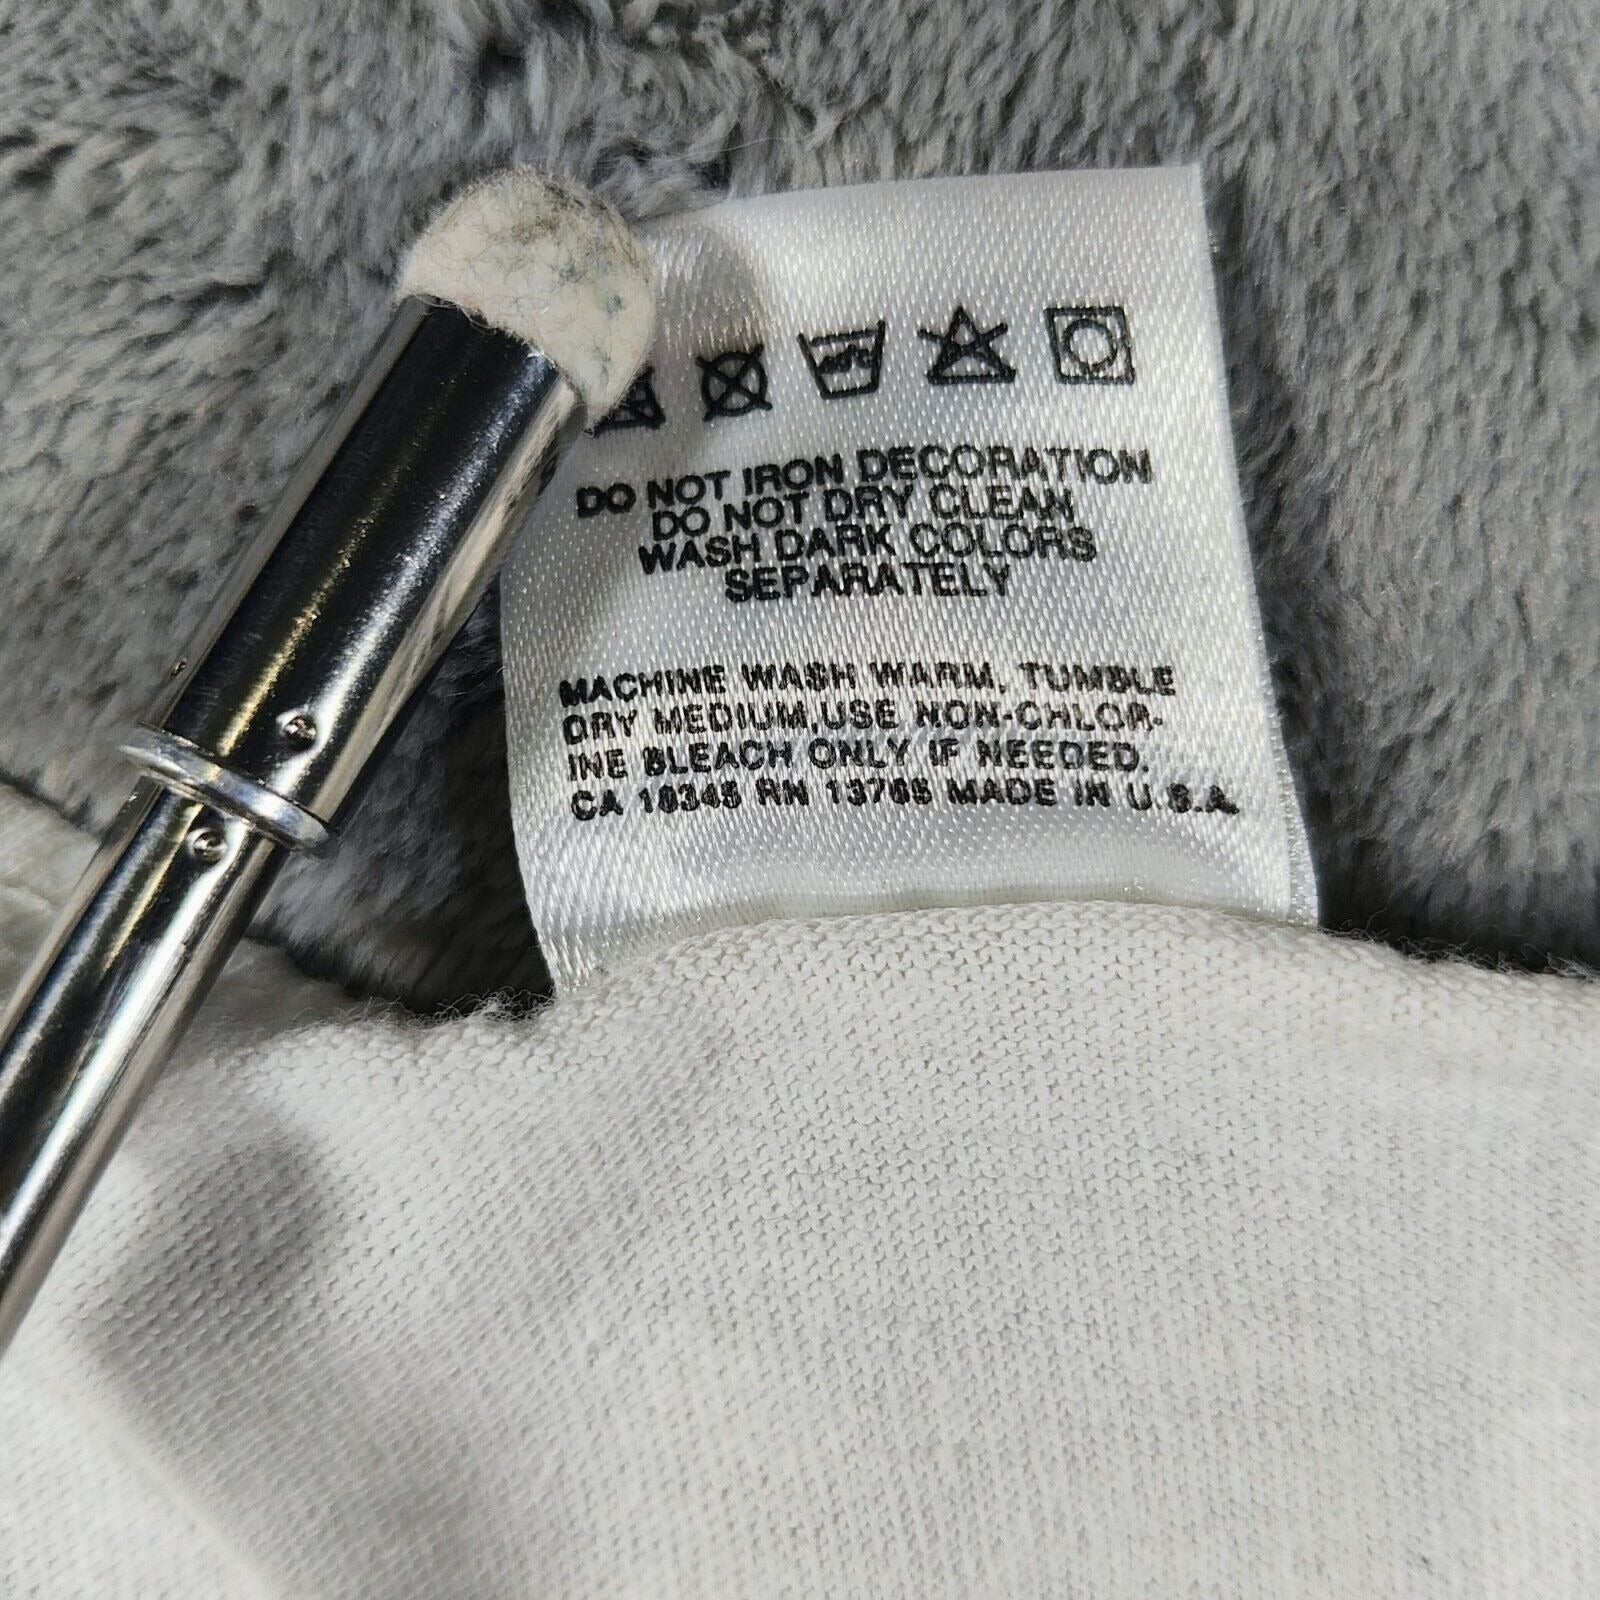 DO NOT IRON DECORATION
DO NOT DRY CLEAN
WASH DARK COLORS
SEPARATELY
MACHINE WASH WARM, TUMBLE
DRY MEDIUM,USE NON-CHLOR-
INE BLEACH ONLY IF NEEDED.
CA RN 13765 MADE IN U.S.A.